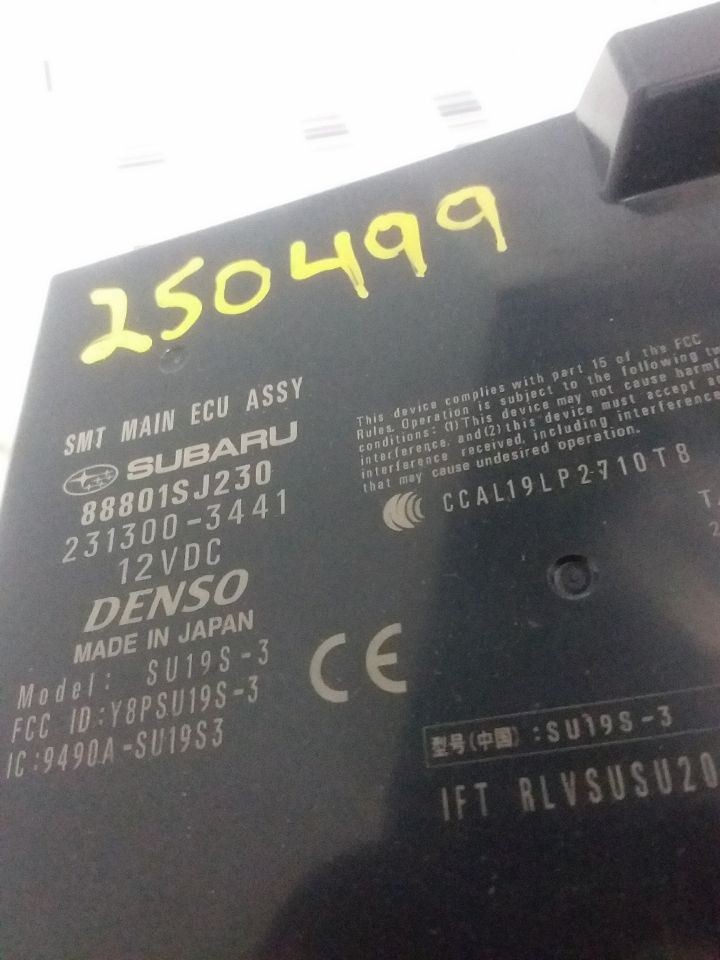 250499
SMT MAIN ECU ASSY
SUBARU
88801SJ230
231300-3441
12VDC
DENSO
MADE IN JAPAN
Model: SU19S-3
FCC ID:Y8PSU19S-3
IC:9490A-SU19S3
This device complies with part 15 of the FCC
Rules. Operation is subject to the following
conditions: (1)This device may not cause
interference, and(2)this device must accept
interference received, including interference
that may cause undesired operation.
CCAL19LP2710T8
CE
型号(中国):SU19S-3
IFT RLVSUSU20